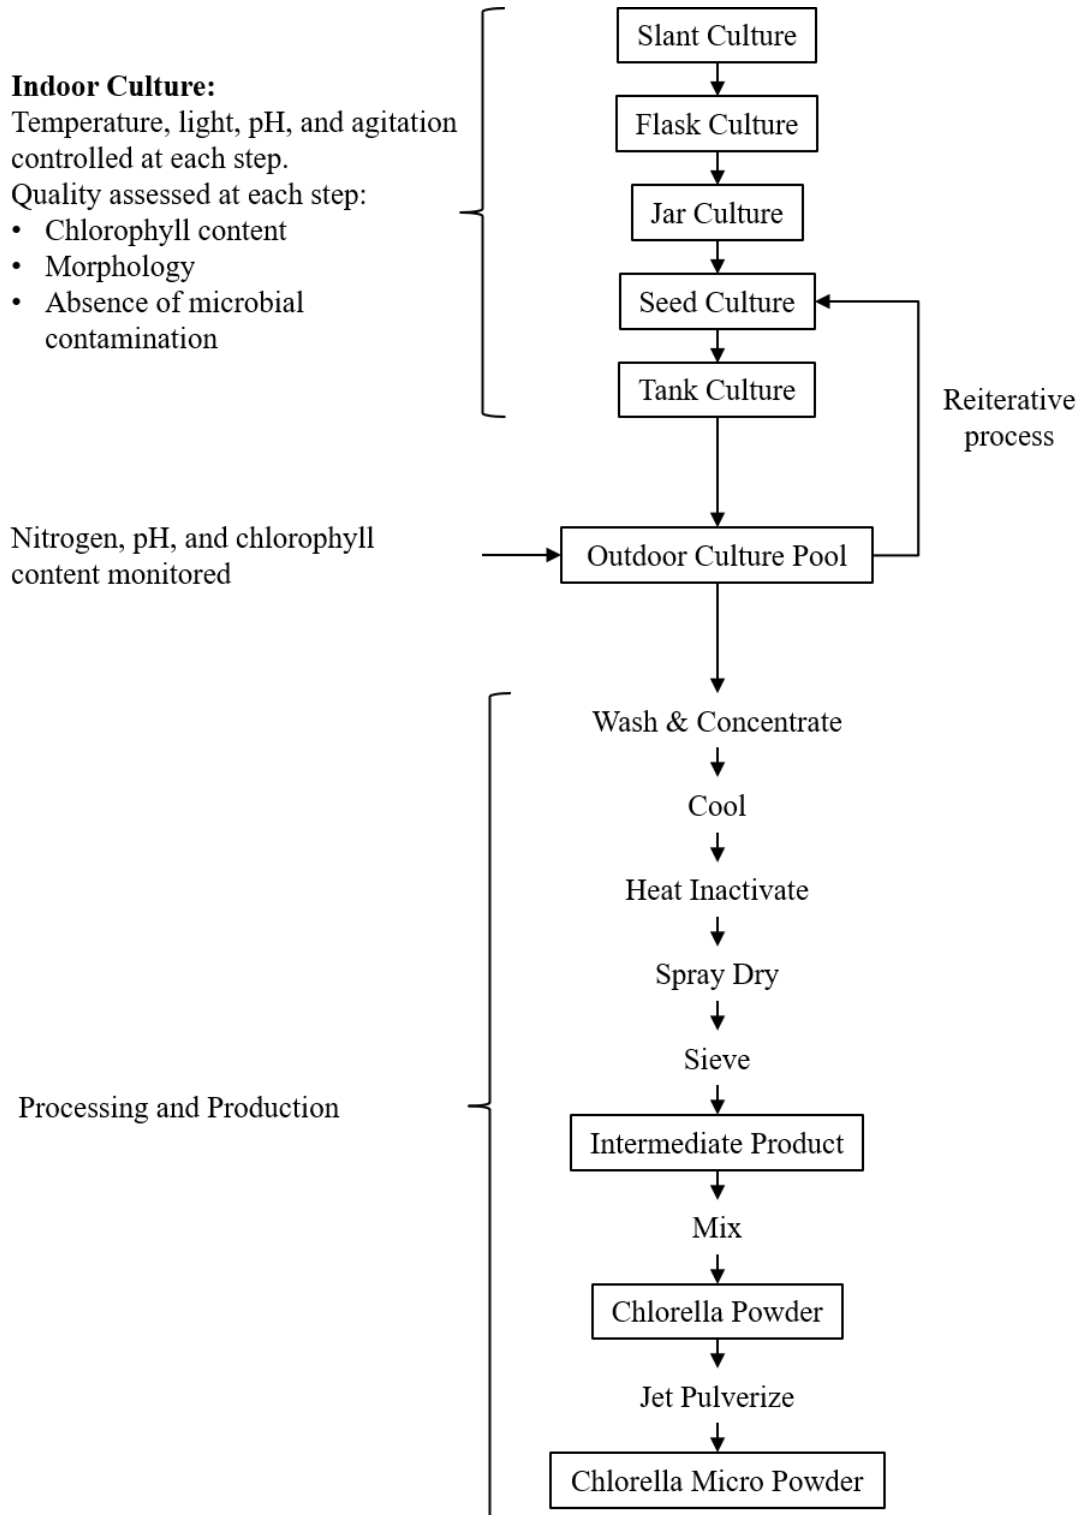 Slant Culture
Indoor Culture:
Temperature, light, pH, and agitation
controlled at each step.
Quality assessed at each step:
• Chlorophyll content
• Morphology
• Absence of microbial
contamination
Flask Culture
Jar Culture
Seed Culture
Tank Culture
Reiterative
process
Nitrogen, pH, and chlorophyll
content monitored
Outdoor Culture Pool
Wash & Concentrate
Cool
Heat Inactivate
Spray Dry
Sieve
Processing and Production
Intermediate Product
Mix
Chlorella Powder
Jet Pulverize
Chlorella Micro Powder